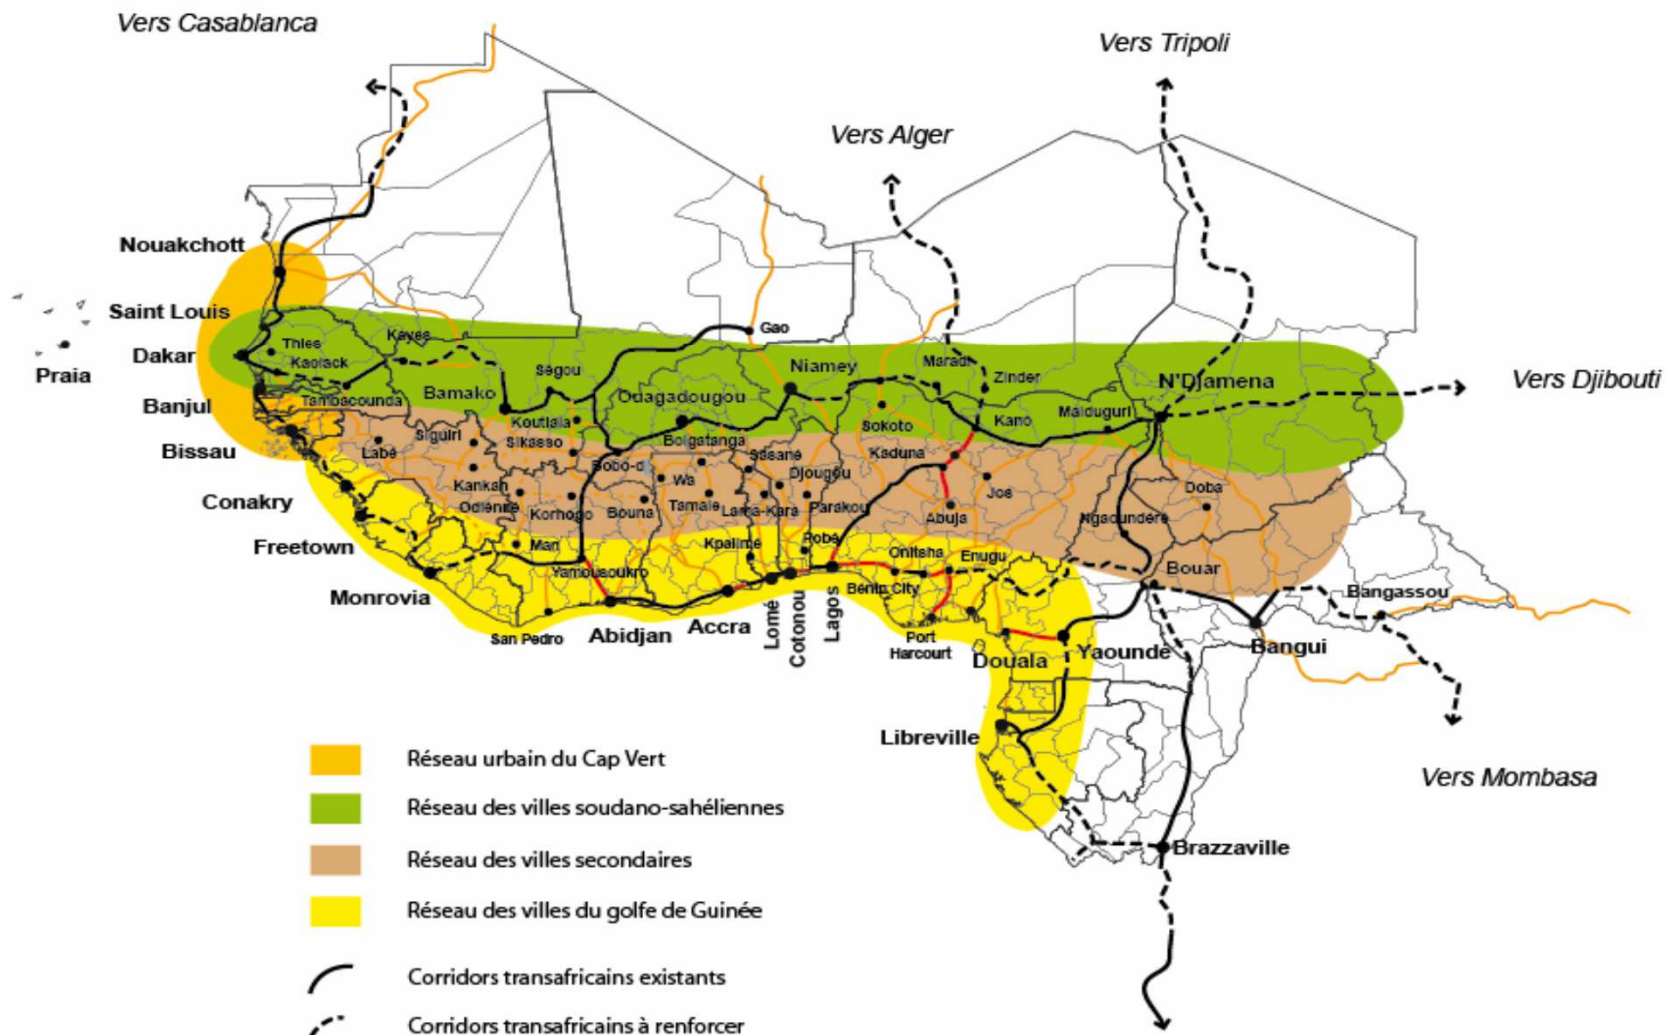 Vers Casablanca
Vers Tripoli
Vers Alger
Nouakchott
Saint Louis
Gao
Kayes
Thies
Dakar
Kaolack
Niamey
Maradi
Praia
Ségou
Zinder
N'Djamena
Vers Djibouti
Bamako
Ouagadougou
Tambacounda
Banjul
Maiduguri
Koutiala
Kano
Sokoto
Siguiri
Sikasso
Bolgatanga
Bissau
Labé
Sasané
Kaduna
Bobo-d
Djougou
Wa
Kankan
Jos
Doba
Conakry
Odienné
Korhogo
Bouna
Tamale
Lama-Kara
Parakou
Abuja
Ngaoundéré
Freetown
Man
Kpalimé
Pobé
Onitsha
Enugu
Yamousoukro
Bouar
Monrovia
Benin City
Bangassou
San Pedro
Abidjan
Accra
Lomé
Cotonou
Lagos
Port
Harcourt
Douala
Yaounde
Bangui
Libreville
Vers Mombasa
Brazzaville
Réseau urbain du Cap Vert
Réseau des villes soudano-sahéliennes
Réseau des villes secondaires
Réseau des villes du golfe de Guinée
Corridors transafricains existants
Corridors transafricains à renforcer